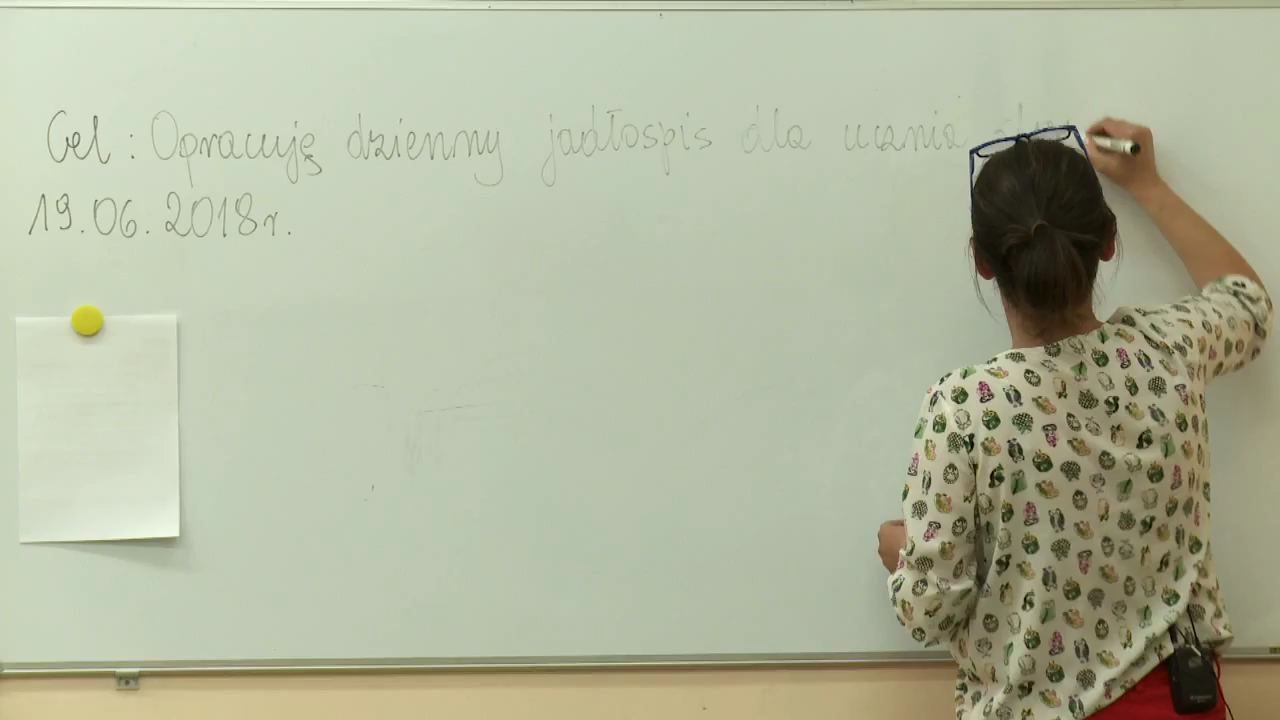 Cel : Opracuję dzienny jadłospis dla ucznia
19.06.2018r.